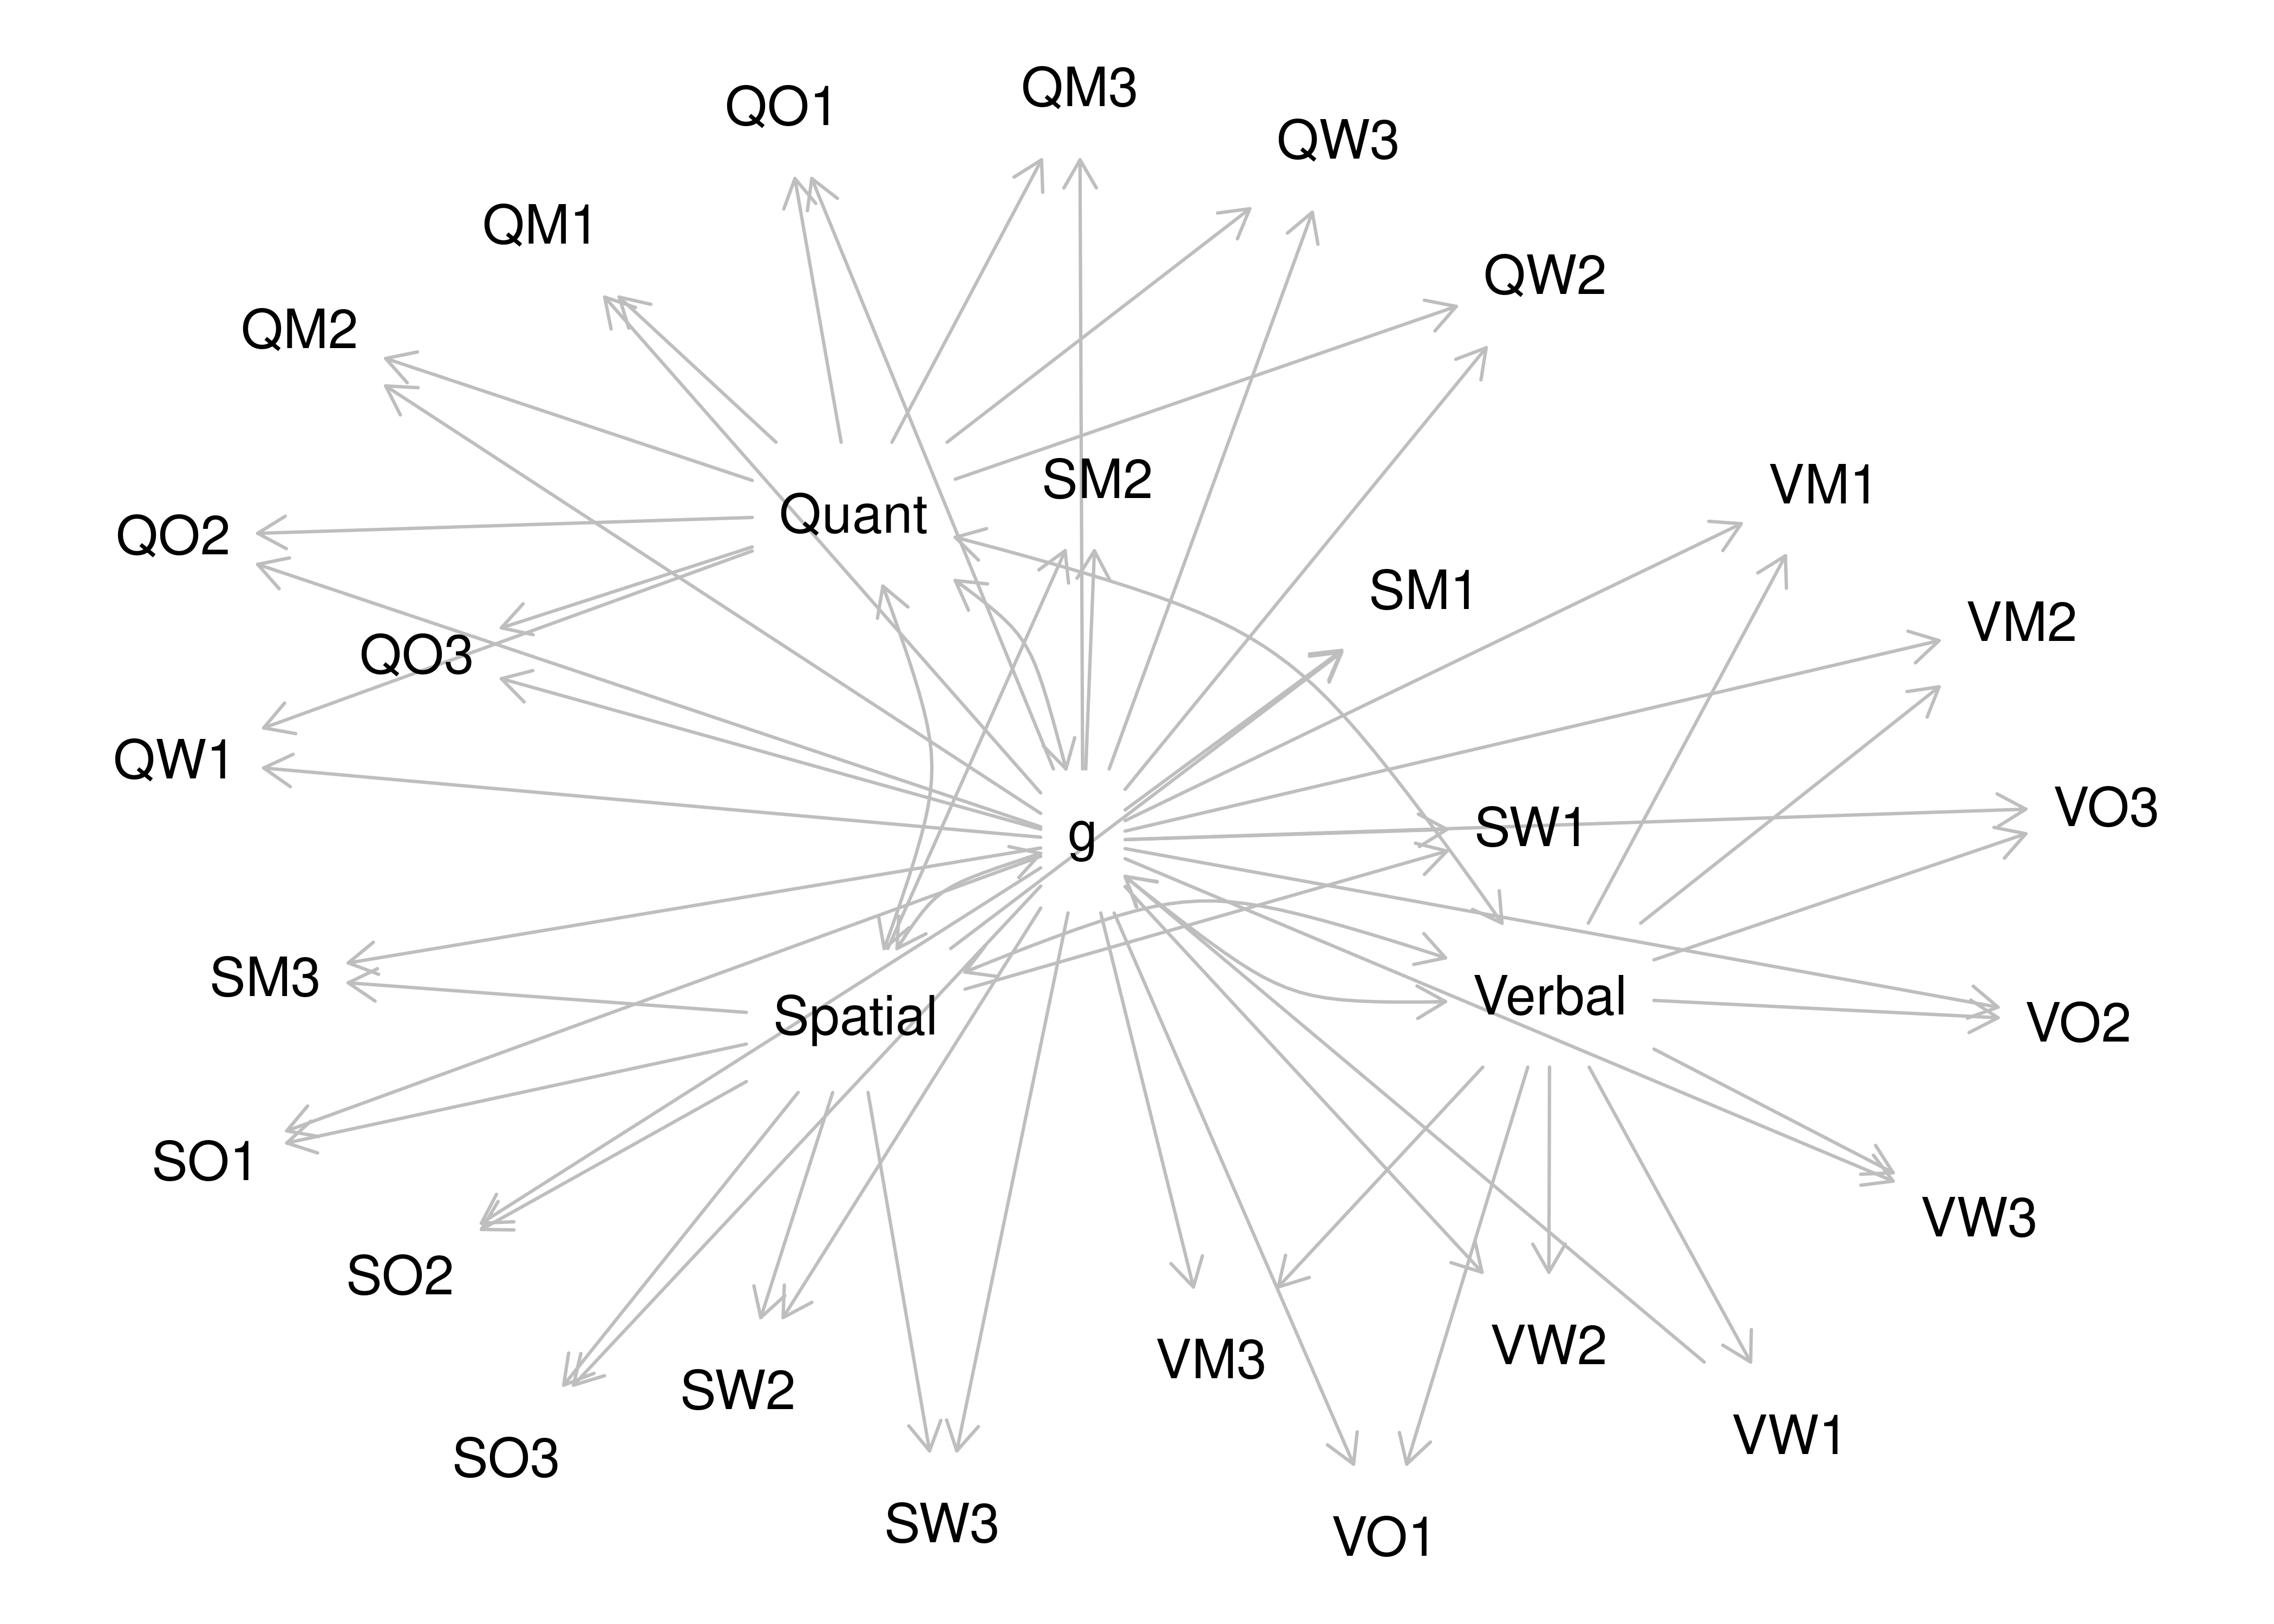 QM3
QO1
QW3
QM1
QW2
QM2
SM2
VM1
Quant
QO2
SM1
VM2
QO3
QW1
VO3
SW1
g
SM3
Verbal
Spatial
VO2
SO1
VW3
SO2
VW2
VM3
SW2
VW1
SO3
SW3
VO1